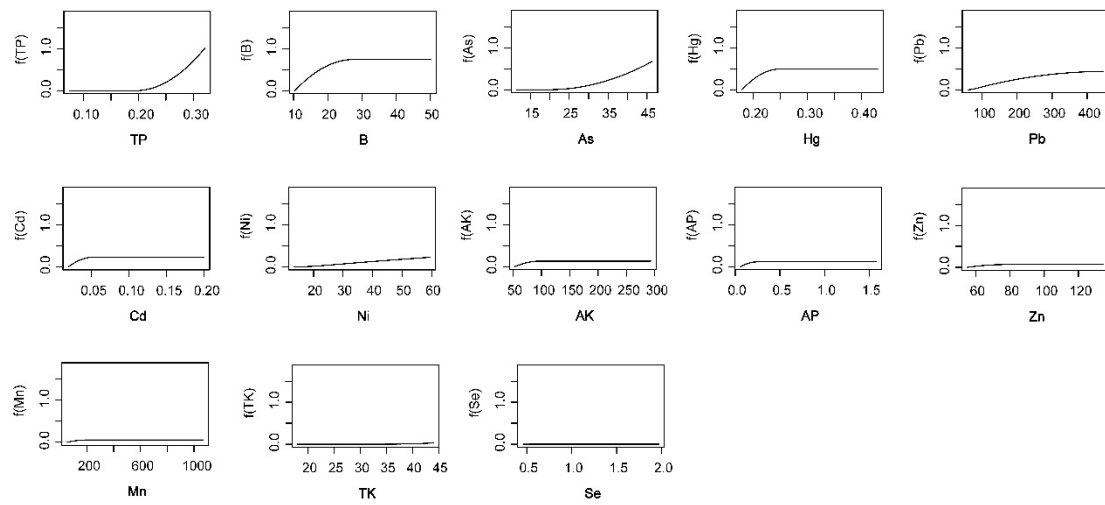 f(TP)
0.0 1.0
0.10 0.20 0.30
TP
f(B)
0.0 1.0
10 20 30 40 50
B
f(As)
0.0 1.0
15 25 35 45
As
f(Hg)
0.0 1.0
0.20 0.30 0.40
Hg
f(Pb)
0.0 1.0
100 200 300 400
Pb
f(Cd)
0.0 1.0
0.05 0.10 0.15 0.20
Cd
f(Ni)
0.0 1.0
20 30 40 50 60
Ni
f(AK)
0.0 1.0
50 100 150 200 250 300
AK
f(AP)
0.0 1.0
0.0 0.5 1.0 1.5
AP
f(Zn)
0.0 1.0
60 80 100 120
Zn
f(Mn)
0.0 1.0
200 600 1000
Mn
f(TK)
0.0 1.0
20 25 30 35 40 45
TK
f(Se)
0.0 1.0
0.5 1.0 1.5 2.0
Se